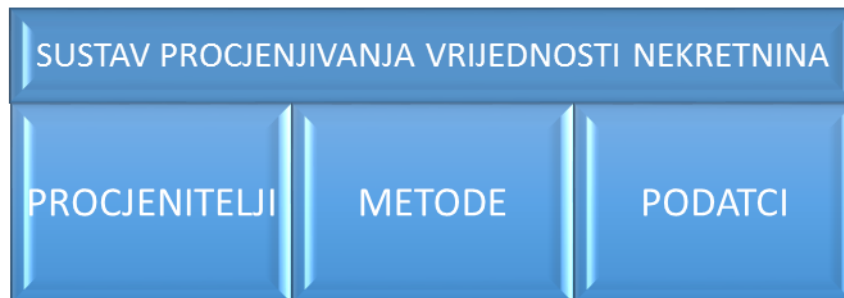 SUSTAV PROCJENJIVANJA VRIJEDNOSTI NEKRETNINA
PROCJENITELJI
METODE
PODATCI